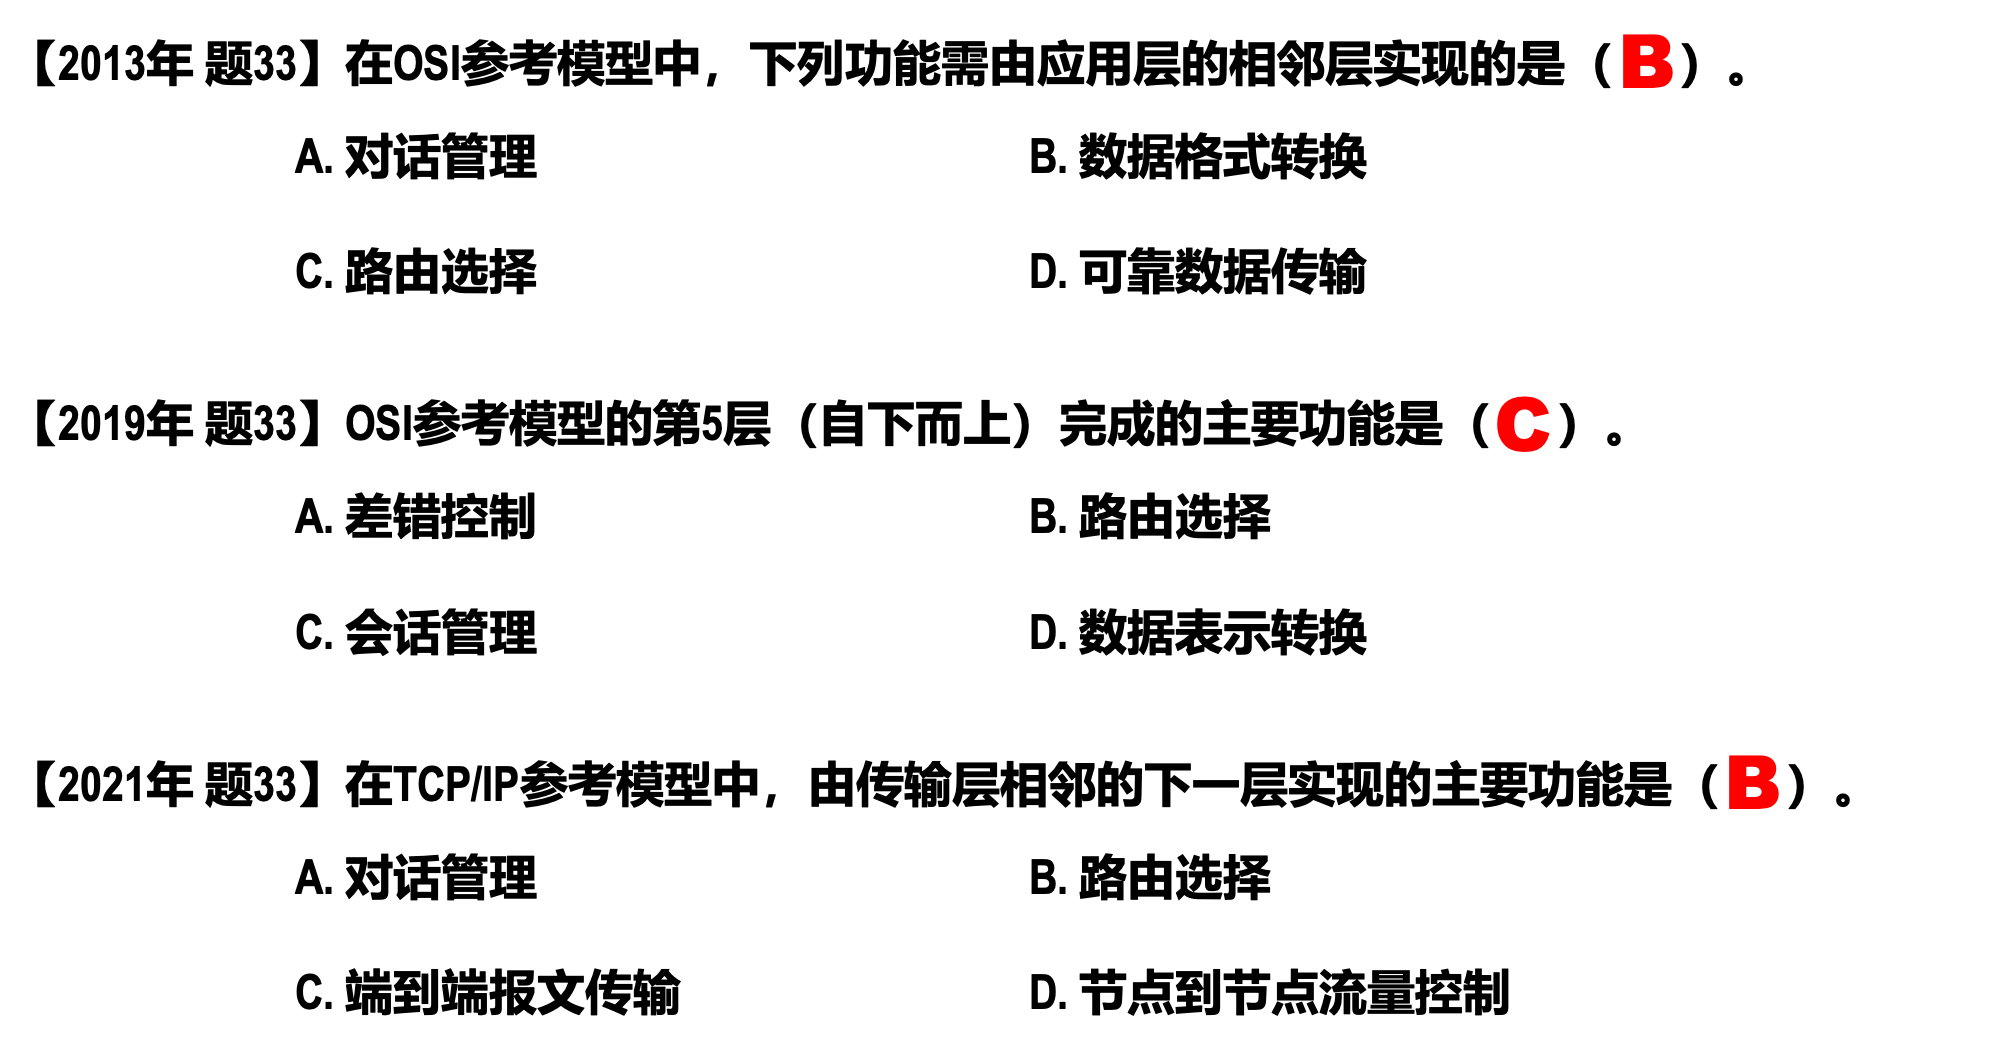 【2013年 题33】在OSI参考模型中，下列功能需由应用层的相邻层实现的是（B）。
A. 对话管理 B. 数据格式转换
C. 路由选择 D. 可靠数据传输
【2019年 题33】OSI参考模型的第5层（自下而上）完成的主要功能是（C）。
A. 差错控制 B. 路由选择
C. 会话管理 D. 数据表示转换
【2021年 题33】在TCP/IP参考模型中，由传输层相邻的下一层实现的主要功能是（B）。
A. 对话管理 B. 路由选择
C. 端到端报文传输 D. 节点到节点流量控制